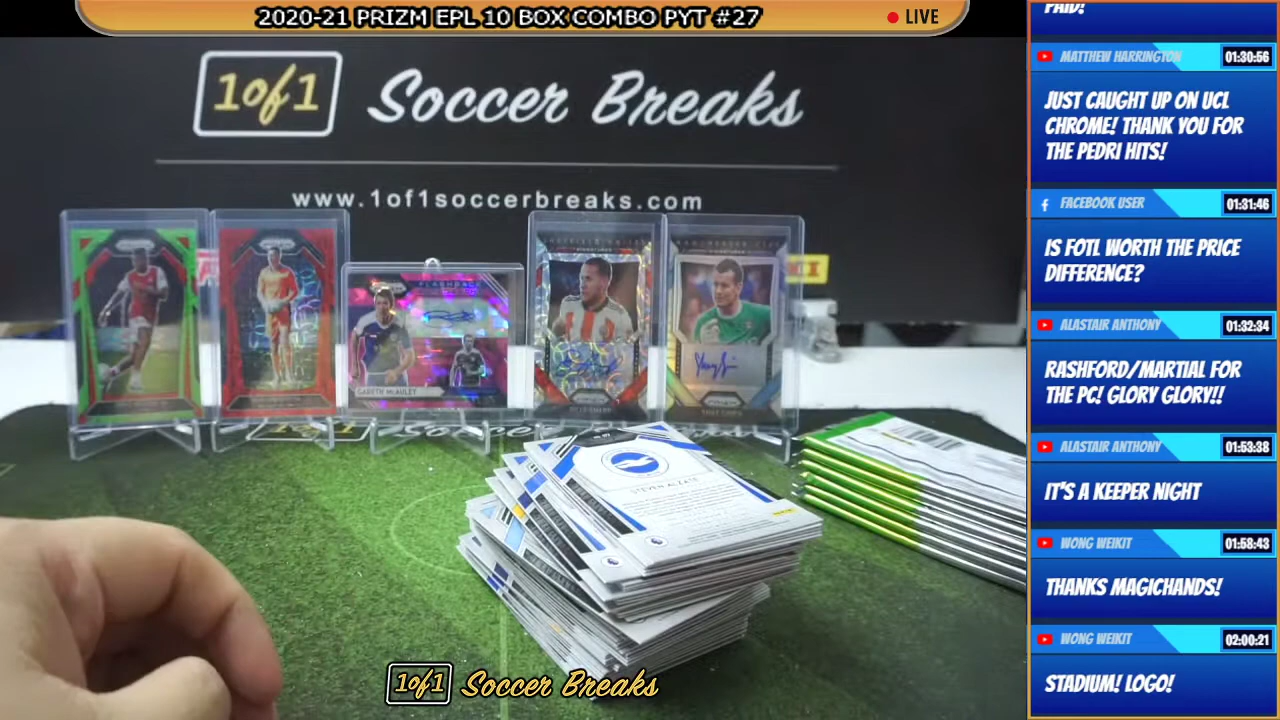 2020-21 PRIZM EPL 10 BOX COMBO PYT #27
LIVE
1of1 Soccer Breaks
www.1of1soccerbreaks.com
FLASHBACK
GARETH McAULEY
SIGNATURES
STEVEN ALZATE
1of1 Soccer Breaks
PAID!
MATTHEW HARRINGTON 01:30:56
JUST CAUGHT UP ON UCL
CHROME! THANK YOU FOR
THE PEDRI HITS!
FACEBOOK USER 01:31:46
IS FOTL WORTH THE PRICE
DIFFERENCE?
ALASTAIR ANTHONY 01:32:34
RASHFORD/MARTIAL FOR
THE PC! GLORY GLORY!!
ALASTAIR ANTHONY 01:53:38
IT'S A KEEPER NIGHT
WONG WEIKIT 01:58:43
THANKS MAGICHANDS!
WONG WEIKIT 02:00:21
STADIUM! LOGO!